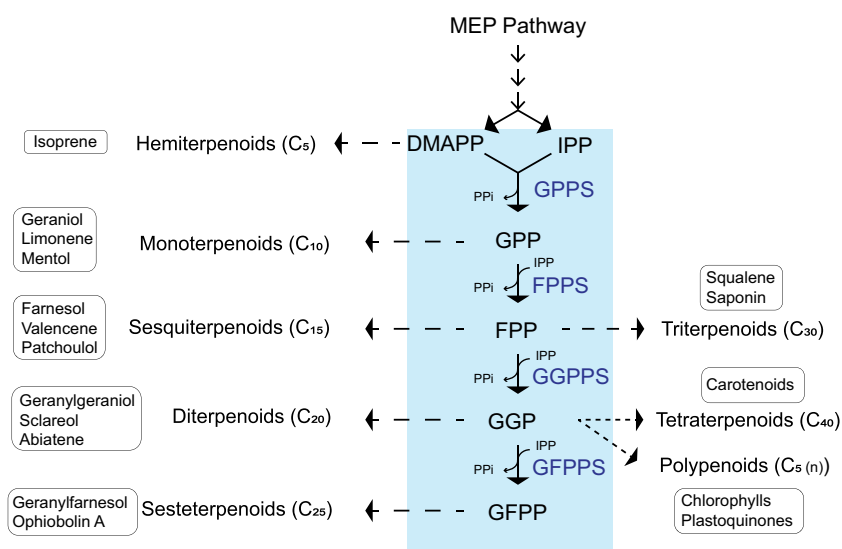 MEP Pathway
Isoprene
Hemiterpenoids (C₅)
DMAPP
IPP
PPi
GPPS
Geraniol
Limonene
Mentol
Monoterpenoids (C₁₀)
GPP
IPP
PPi
FPPS
Farnesol
Valencene
Patchoulol
Sesquiterpenoids (C₁₅)
FPP
Squalene
Saponin
Triterpenoids (C₃₀)
IPP
PPi
GGPPS
Geranylgeraniol
Sclareol
Abiatene
Diterpenoids (C₂₀)
GGP
Carotenoids
Tetraterpenoids (C₄₀)
Polypenoids (C₅ (n))
IPP
PPi
GFPPS
Geranylfarnesol
Ophiobolin A
Sesteterpenoids (C₂₅)
GFPP
Chlorophylls
Plastoquinones